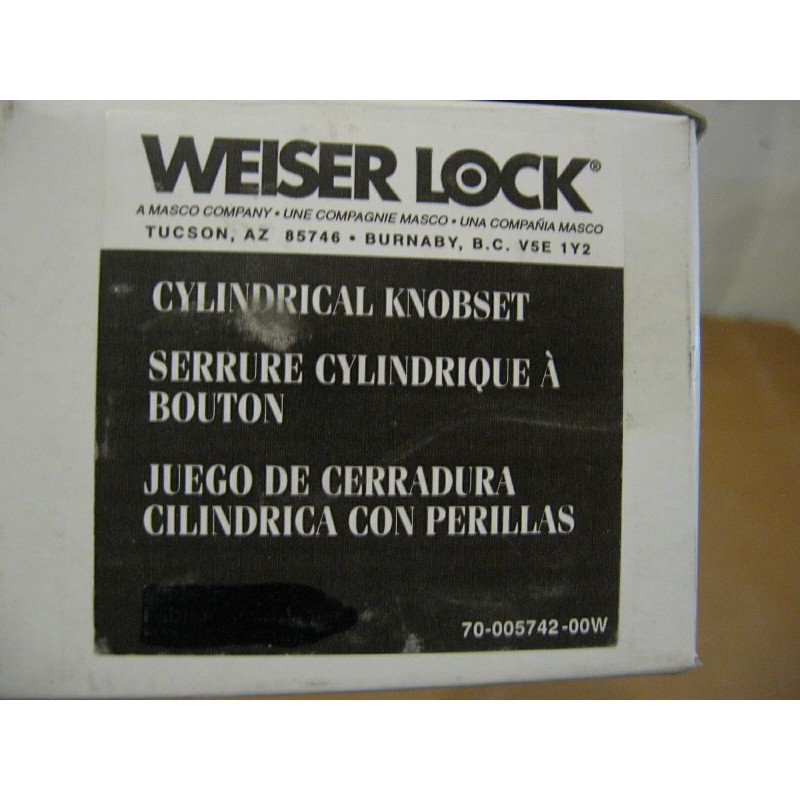 WEISER LOCK®
A MASCO COMPANY • UNE COMPAGNIE MASCO • UNA COMPAÑIA MASCO
TUCSON, AZ 85746 • BURNABY, B.C. V5E 1Y2
CYLINDRICAL KNOBSET
SERRURE CYLINDRIQUE À
BOUTON
JUEGO DE CERRADURA
CILINDRICA CON PERILLAS
70-005742-00W